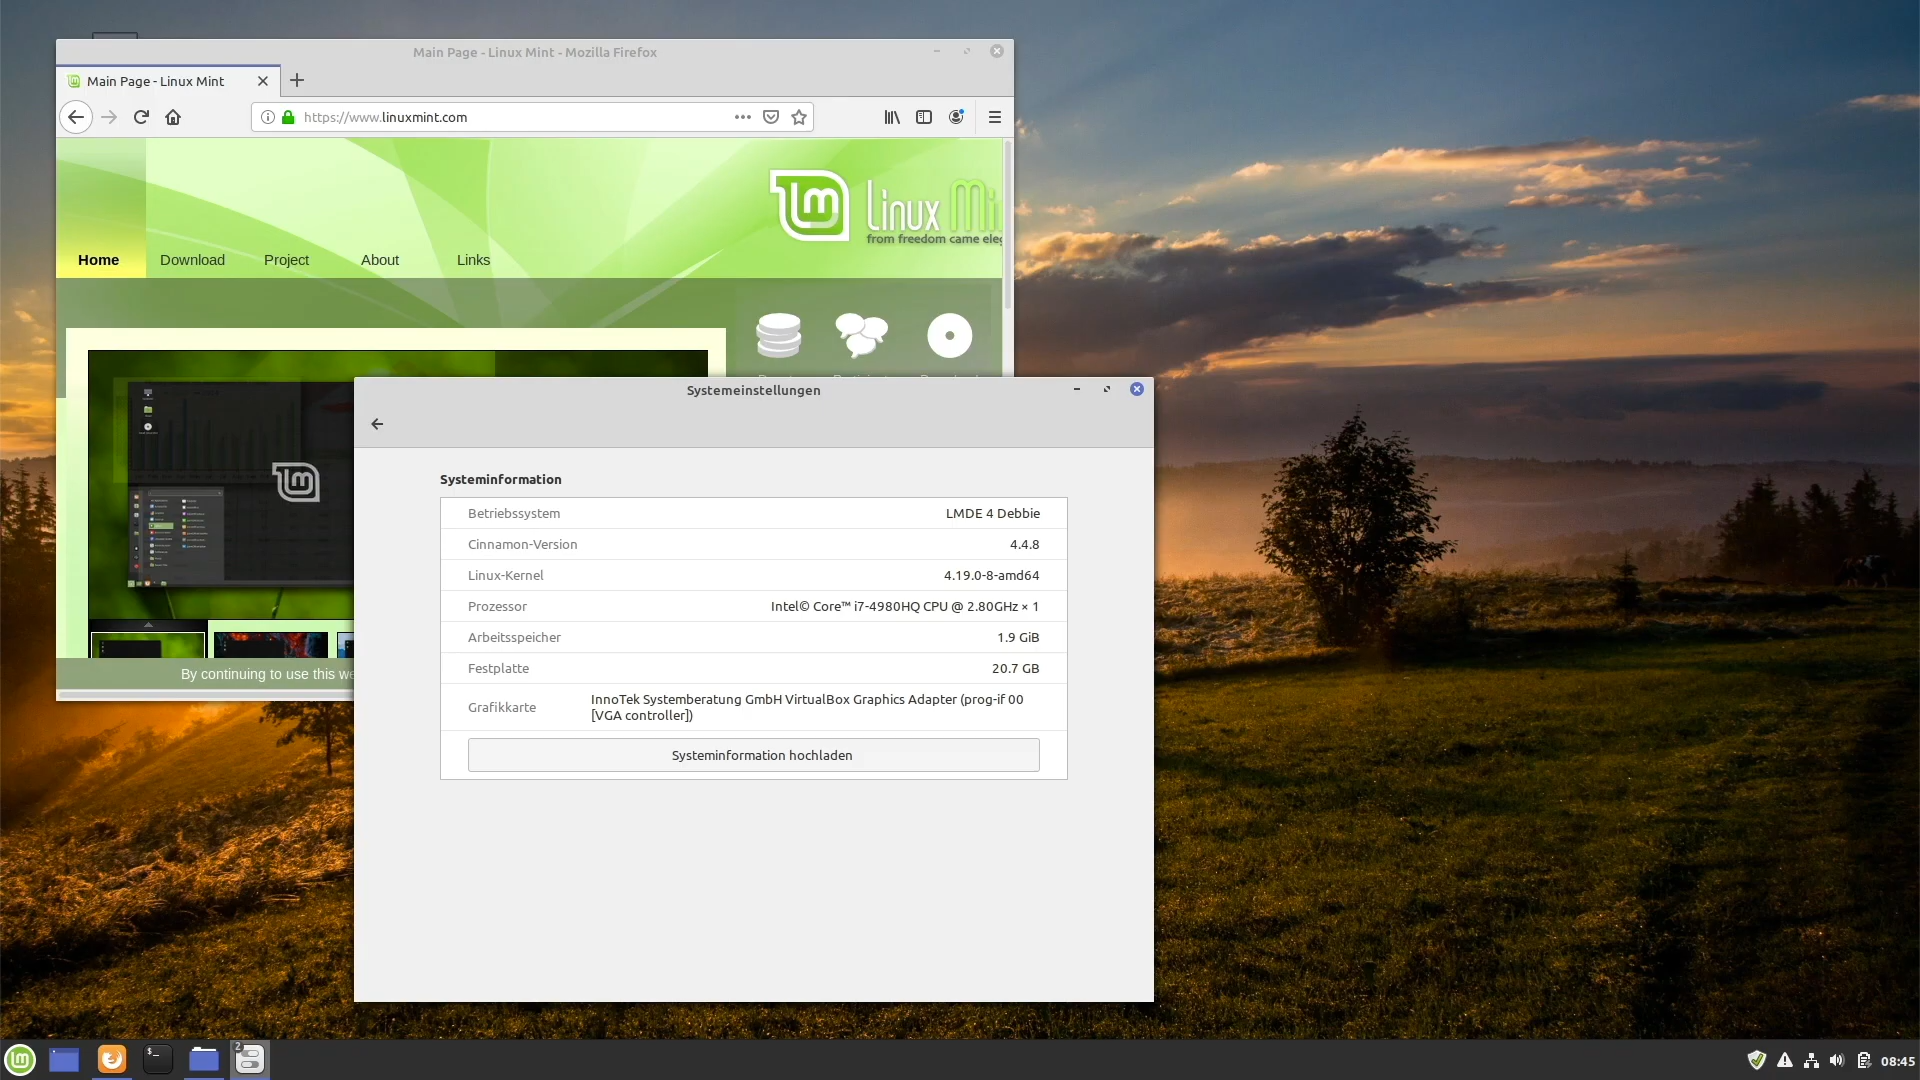 Main Page - Linux Mint - Mozilla Firefox
Main Page - Linux Mint
https://www.linuxmint.com
Linux Mi
from freedom came eleg
Home Download Project About Links
Systemeinstellungen
Systeminformation
Betriebssystem LMDE 4 Debbie
Cinnamon-Version 4.4.8
Linux-Kernel 4.19.0-8-amd64
Prozessor Intel© Core™ i7-4980HQ CPU @ 2.80GHz × 1
Arbeitsspeicher 1.9 GiB
Festplatte 20.7 GB
Grafikkarte InnoTek Systemberatung GmbH VirtualBox Graphics Adapter (prog-if 00
[VGA controller])
Systeminformation hochladen
By continuing to use this we
$_
2
08:45